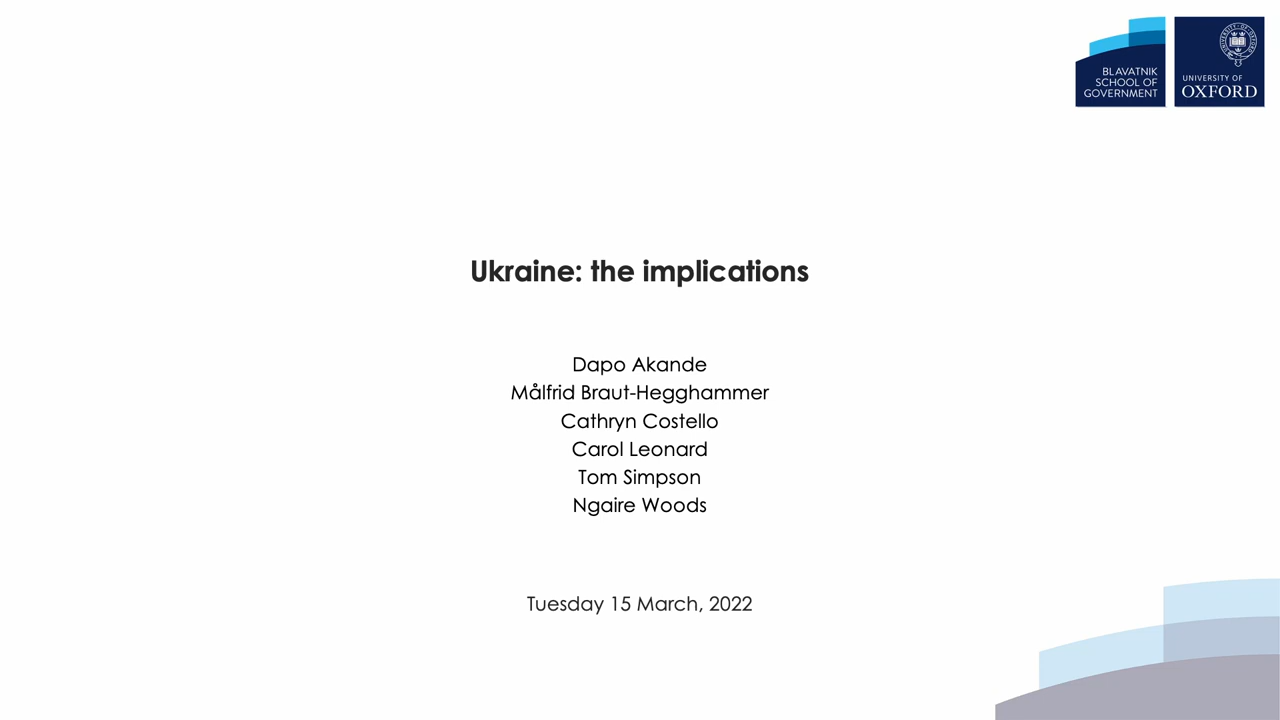 BLAVATNIK
SCHOOL OF
GOVERNMENT
UNIVERSITY OF
OXFORD
Ukraine: the implications
Dapo Akande
Målfrid Braut-Hegghammer
Cathryn Costello
Carol Leonard
Tom Simpson
Ngaire Woods
Tuesday 15 March, 2022